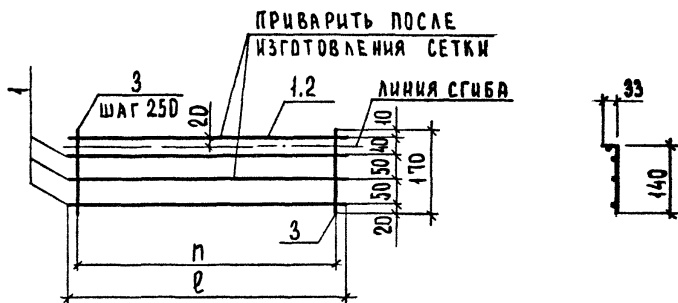 ПРИВАРИТЬ ПОСЛЕ
ИЗГОТОВЛЕНИЯ СЕТКИ
1
3
ШАГ 250
20
1.2
ЛИНИЯ СГИБА
10
40
50
50
20
170
3
n
ℓ
33
140